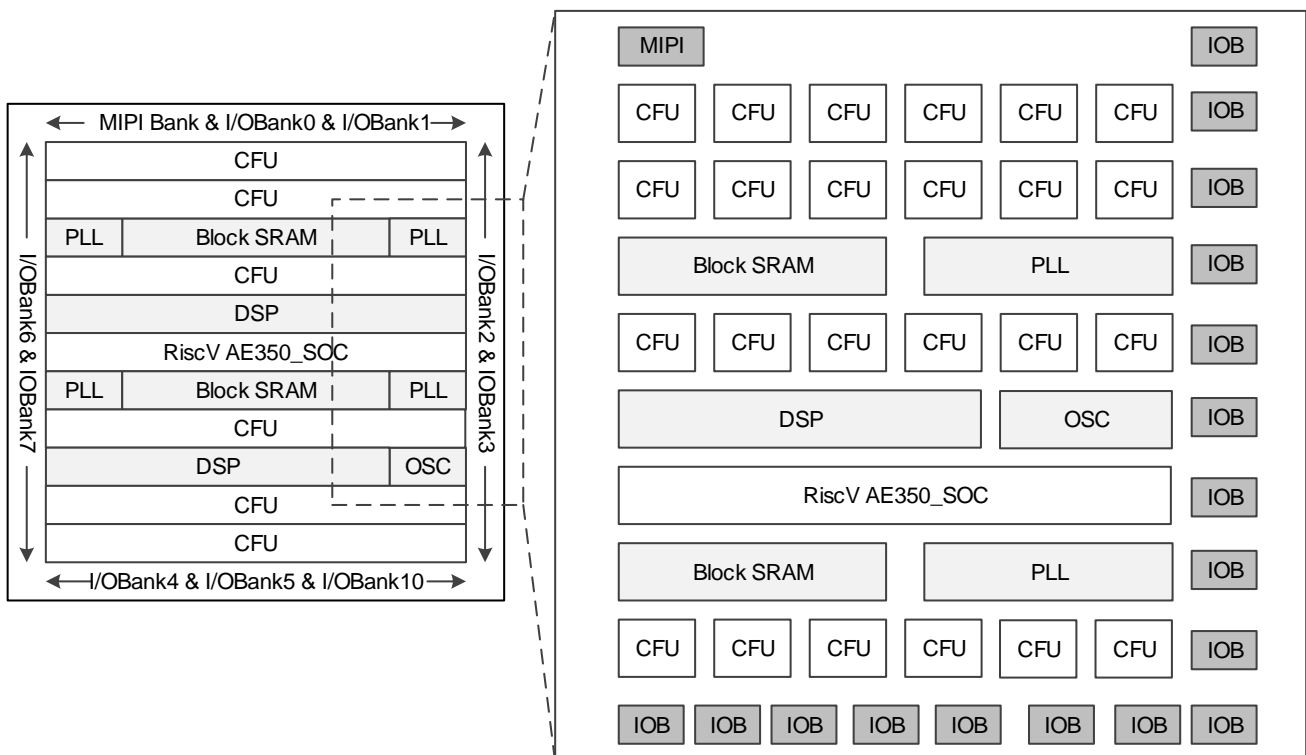 MIPI Bank & I/OBank0 & I/OBank1
CFU
CFU
PLL Block SRAM PLL
CFU
DSP
RiscV AE350_SOC
PLL Block SRAM PLL
CFU
DSP OSC
CFU
CFU
I/OBank4 & I/OBank5 & I/OBank10
I/OBank6 & IOBank7
I/OBank2 & IOBank3
MIPI IOB
CFU CFU CFU CFU CFU CFU IOB
CFU CFU CFU CFU CFU CFU IOB
Block SRAM PLL IOB
CFU CFU CFU CFU CFU CFU IOB
DSP OSC IOB
RiscV AE350_SOC IOB
Block SRAM PLL IOB
CFU CFU CFU CFU CFU CFU IOB
IOB IOB IOB IOB IOB IOB IOB IOB